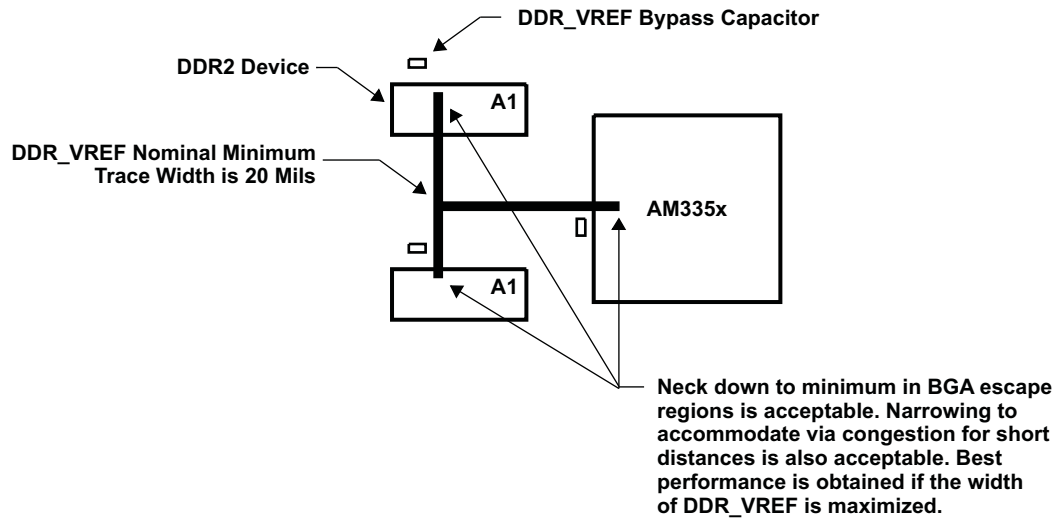 DDR_VREF Bypass Capacitor
DDR2 Device
A1
DDR_VREF Nominal Minimum
Trace Width is 20 Mils
AM335x
A1
Neck down to minimum in BGA escape
regions is acceptable. Narrowing to
accommodate via congestion for short
distances is also acceptable. Best
performance is obtained if the width
of DDR_VREF is maximized.